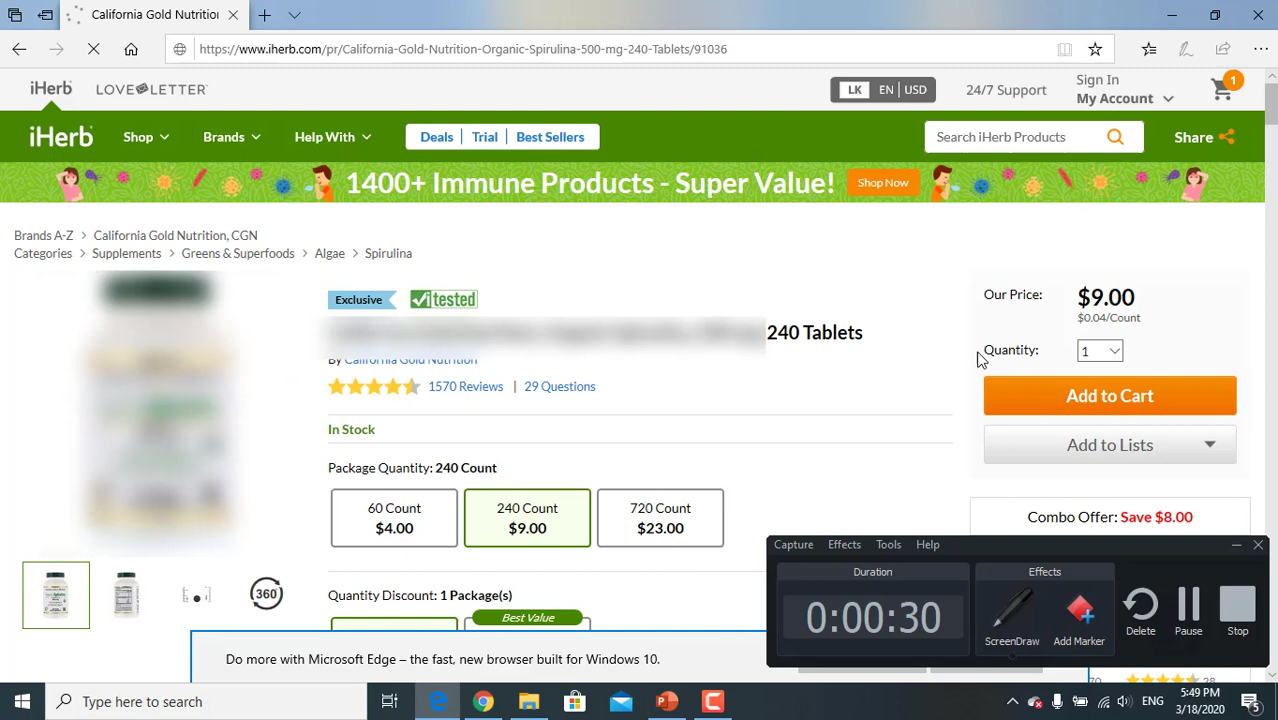 California Gold Nutrition
https://www.iherb.com/pr/California-Gold-Nutrition-Organic-Spirulina-500-mg-240-Tablets/91036
iHerb LOVE LETTER LK EN | USD 24/7 Support Sign In
My Account 1
iHerb Shop Brands Help With Deals | Trial | Best Sellers Search iHerb Products Share
1400+ Immune Products - Super Value! Shop Now
Brands A-Z > California Gold Nutrition, CGN
Categories > Supplements > Greens & Superfoods > Algae > Spirulina
Exclusive i tested
240 Tablets
By California Gold Nutrition
1570 Reviews | 29 Questions
In Stock
Package Quantity: 240 Count
60 Count 240 Count 720 Count
$4.00 $9.00 $23.00
360
Quantity Discount: 1 Package(s)
Best Value
Our Price: $9.00
$0.04/Count
Quantity: 1
Add to Cart
Add to Lists
Combo Offer: Save $8.00
Capture Effects Tools Help
Duration Effects
0:00:30
ScreenDraw Add Marker Delete Pause Stop
Do more with Microsoft Edge – the fast, new browser built for Windows 10.
70 28
Type here to search
ENG
5:49 PM
3/18/2020
5